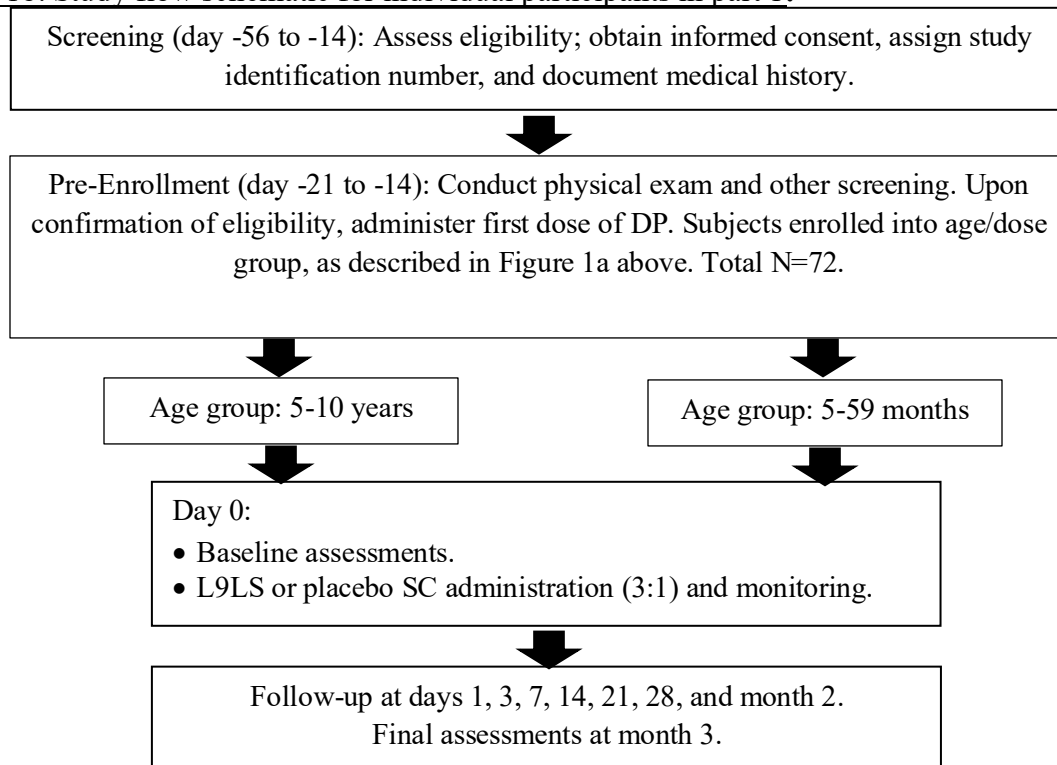 Screening (day -56 to -14): Assess eligibility; obtain informed consent, assign study
identification number, and document medical history.
Pre-Enrollment (day -21 to -14): Conduct physical exam and other screening. Upon
confirmation of eligibility, administer first dose of DP. Subjects enrolled into age/dose
group, as described in Figure 1a above. Total N=72.
Age group: 5-10 years
Age group: 5-59 months
Day 0:
• Baseline assessments.
• L9LS or placebo SC administration (3:1) and monitoring.
Follow-up at days 1, 3, 7, 14, 21, 28, and month 2.
Final assessments at month 3.